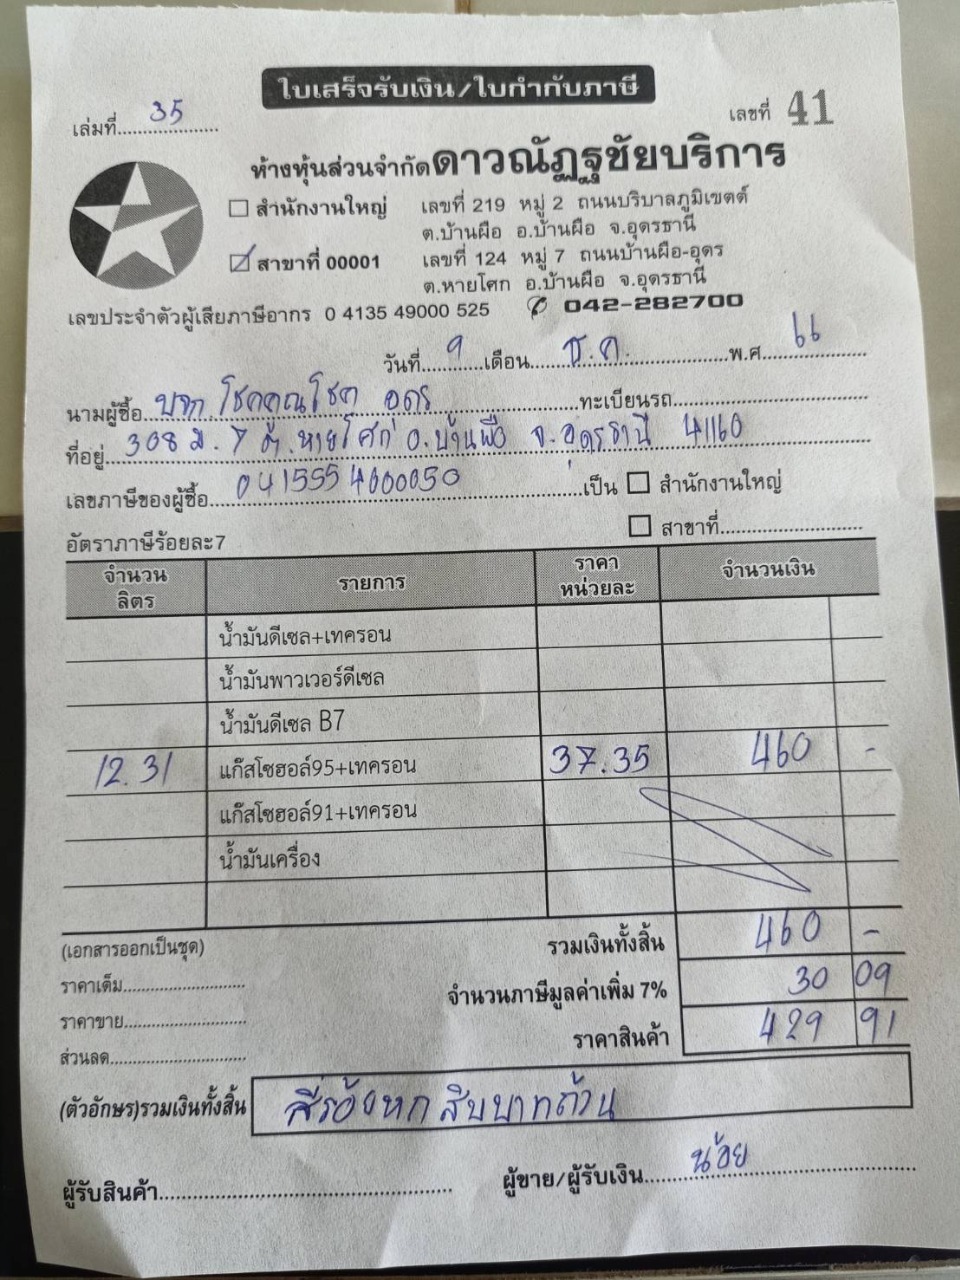 ใบเสร็จรับเงิน/ใบกำกับภาษี
เล่มที่ 35 เลขที่ 41
ห้างหุ้นส่วนจำกัดดาวณัฏฐชัยบริการ
สำนักงานใหญ่ เลขที่ 219 หมู่ 2 ถนนบริบาลภูมิเขตต์
ต.บ้านผือ อ.บ้านผือ จ.อุดรธานี
สาขาที่ 00001 เลขที่ 124 หมู่ 7 ถนนบ้านผือ-อุดร
ต.หายโศก อ.บ้านผือ จ.อุดรธานี
เลขประจำตัวผู้เสียภาษีอากร 0 4135 49000 525 042-282700
วันที่ 9 เดือน ธ.ค. พ.ศ. 66
นามผู้ซื้อ บจก โชคคุณโชค อุดร ทะเบียนรถ
ที่อยู่ 308 ม.7 ต.หายโศก อ.บ้านผือ จ.อุดรธานี 41160
เลขภาษีของผู้ซื้อ 0415554000050 เป็น สำนักงานใหญ่
สาขาที่
อัตราภาษีร้อยละ7
จำนวน ลิตร รายการ ราคา หน่วยละ จำนวนเงิน
น้ำมันดีเซล+เทครอน
น้ำมันพาวเวอร์ดีเซล
น้ำมันดีเซล B7
12.31 แก๊สโซฮอล์95+เทครอน 37.35 460 -
แก๊สโซฮอล์91+เทครอน
น้ำมันเครื่อง
(เอกสารออกเป็นชุด) รวมเงินทั้งสิ้น 460 -
ราคาเต็ม จำนวนภาษีมูลค่าเพิ่ม 7% 30 09
ราคาขาย ราคาสินค้า 429 91
ส่วนลด
(ตัวอักษร)รวมเงินทั้งสิ้น สี่ร้อยหกสิบบาทถ้วน
ผู้รับสินค้า ผู้ขาย/ผู้รับเงิน น้อย